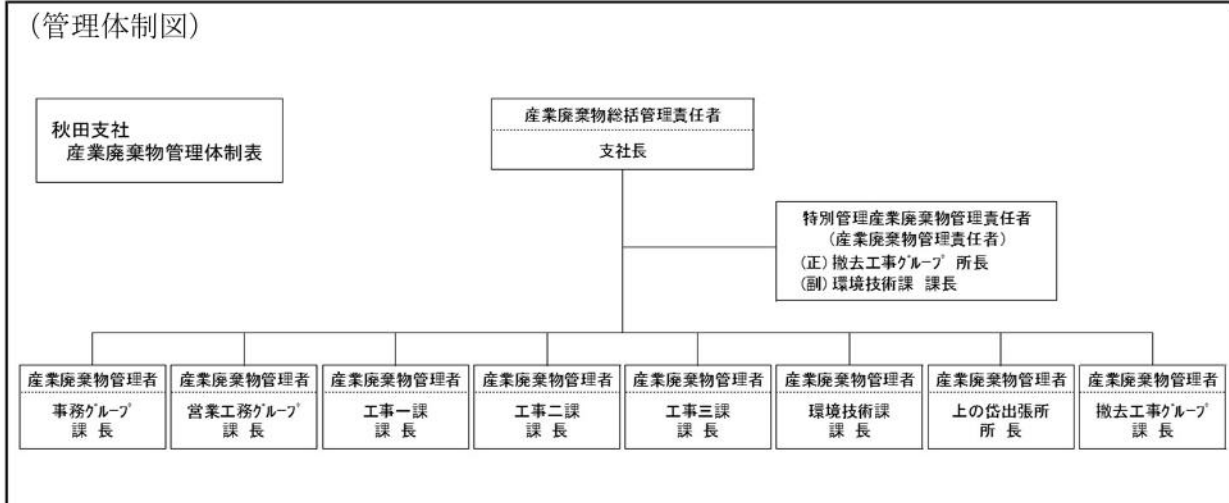 (管理体制図)
秋田支社
産業廃棄物管理体制表
産業廃棄物総括管理責任者
支社長
特別管理産業廃棄物管理責任者
(産業廃棄物管理責任者)
(正)撤去工事ｸﾞﾙｰﾌﾟ 所長
(副)環境技術課 課長
産業廃棄物管理者
事務ｸﾞﾙｰﾌﾟ
課 長
産業廃棄物管理者
営業工務ｸﾞﾙｰﾌﾟ
課 長
産業廃棄物管理者
工事一課
課 長
産業廃棄物管理者
工事二課
課 長
産業廃棄物管理者
工事三課
課 長
産業廃棄物管理者
環境技術課
課 長
産業廃棄物管理者
上の岱出張所
所 長
産業廃棄物管理者
撤去工事ｸﾞﾙｰﾌﾟ
課 長